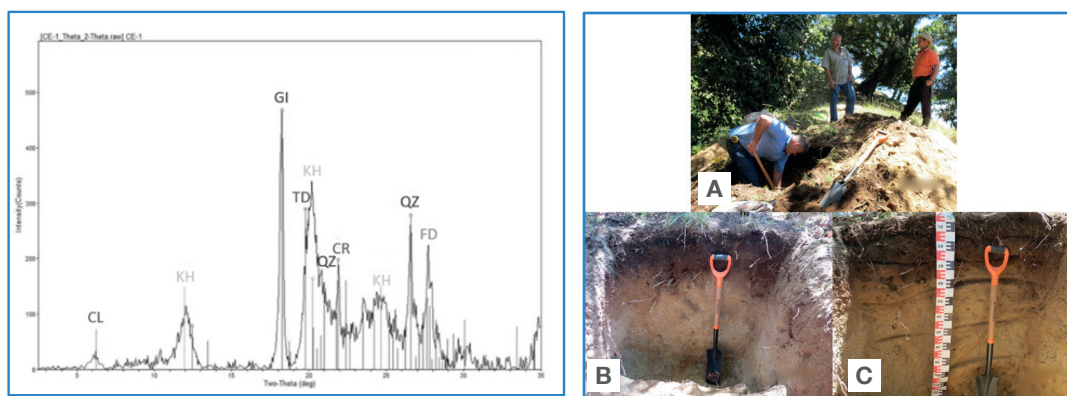 [CE-1_Theta_2-Theta.raw] CE-1
Intensity(Counts)
500
400
300
200
100
0
GI
KH
TD
QZ
CR
QZ
FD
KH
KH
CL
5
10
15
20
25
30
35
Two-Theta (deg)
A
B
C